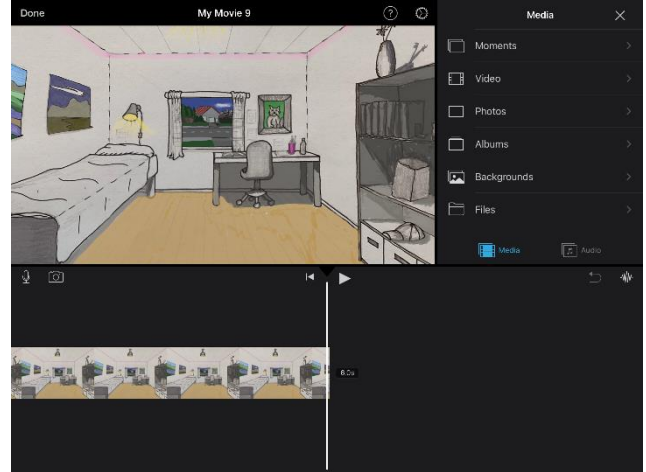 Done
My Movie 9
?
Media
Moments
Video
Photos
Albums
Backgrounds
Files
Media
Audio
6.0s